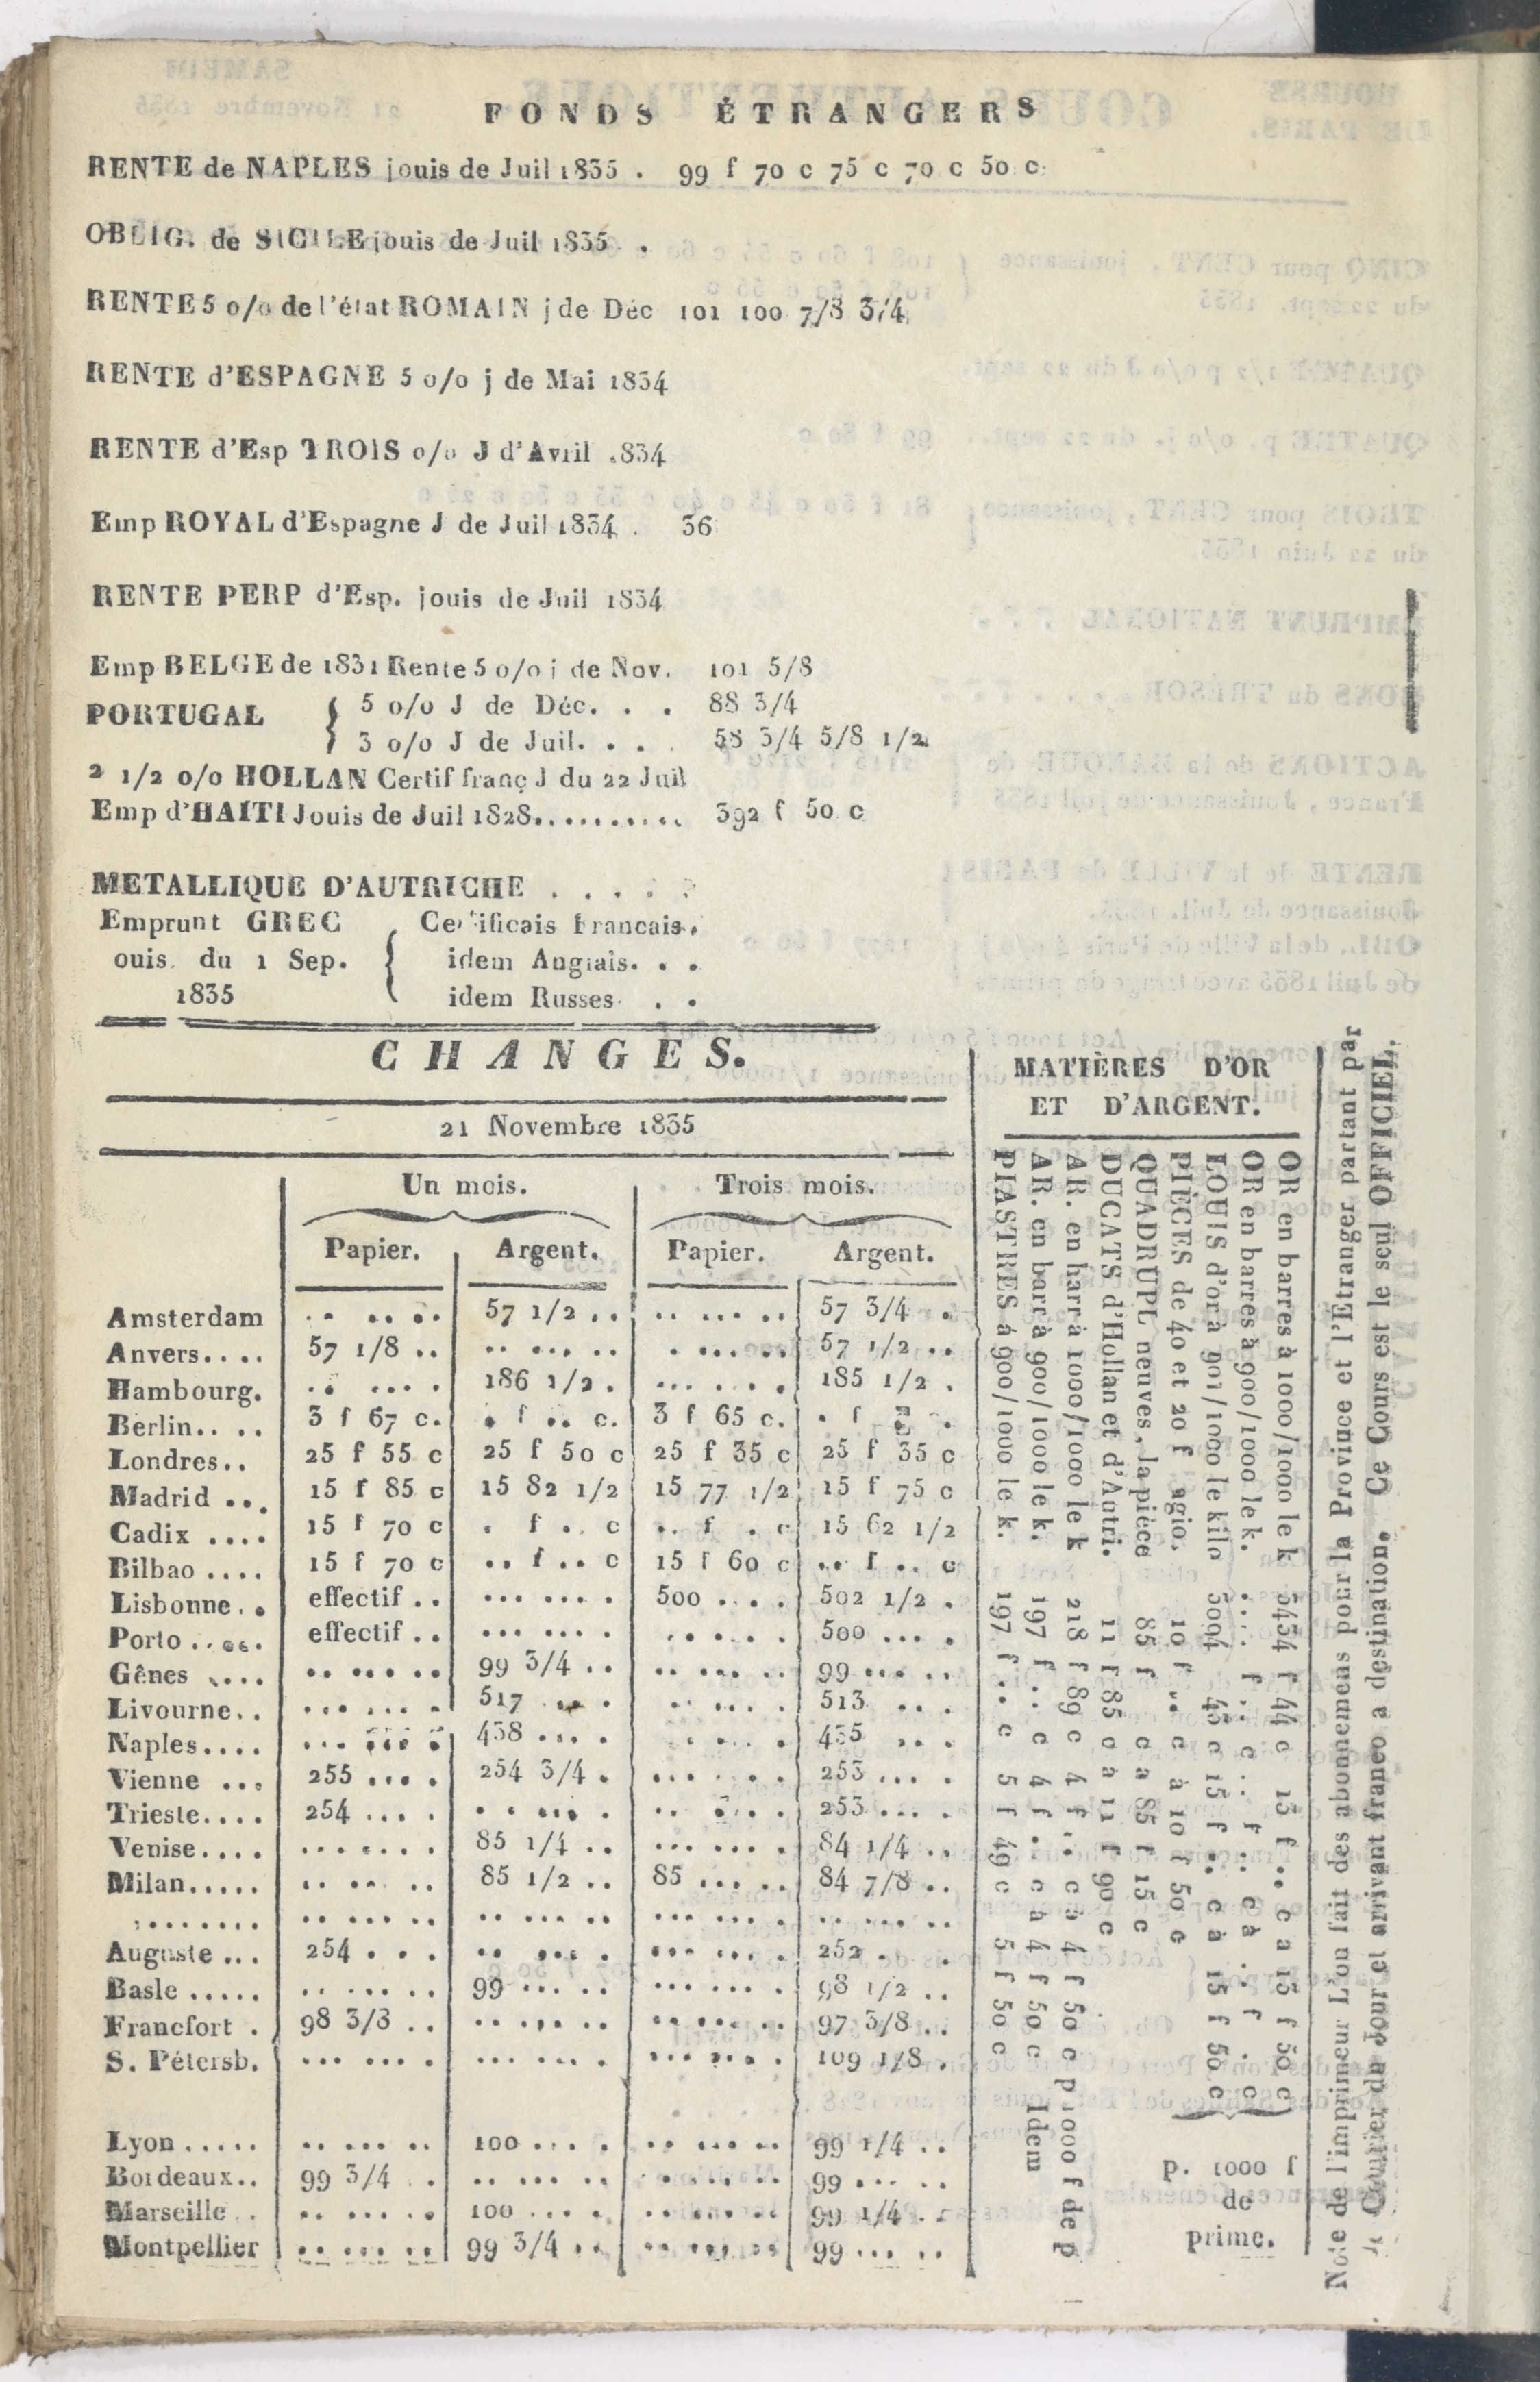 FONDS ÉTRANGERS
RENTE de NAPLES jouis de Juil 1835 . 99 f 70 c 75 c 70 c 50 c
OBLIG. de SICILE jouis de Juil 1835 .
RENTE 5 o/o de l'état ROMAIN j de Déc 101 100 7/8 3/4
RENTE d'ESPAGNE 5 o/o j de Mai 1834
RENTE d'Esp TROIS o/o J d'Avril 1834
Emp ROYAL d'Espagne J de Juil 1834 . 36
RENTE PERP d'Esp. jouis de Juil 1834
Emp BELGE de 1831 Rente 5 o/o j de Nov. 101 5/8
PORTUGAL { 5 o/o J de Déc. . . 88 3/4
3 o/o J de Juil. . . . 58 3/4 5/8 1/2
2 1/2 o/o HOLLAN Certif franç J du 22 Juil
Emp d'HAITI Jouis de Juil 1828.......... 392 f 50 c
METALLIQUE D'AUTRICHE . . . . .
Emprunt GREC { Certificais Francais.
ouis. du 1 Sep. idem Anglais. . .
1835 idem Russes . .
CHANGES.
21 Novembre 1835
Un mois. Trois mois.
Papier. Argent. Papier. Argent.
Amsterdam .. .. .. 57 1/2 .. .. ... .. 57 3/4 .
Anvers.... 57 1/8 .. .. ... .. . ... .. 57 1/2 ..
Hambourg. .. ... . 186 1/2 . ... ... . 185 1/2 .
Berlin.. .. 3 f 67 c. . f .. c. 3 f 65 c. . f .
Londres.. 25 f 55 c 25 f 50 c 25 f 35 c 25 f 35 c
Madrid ... 15 f 85 c 15 82 1/2 15 77 1/2 15 f 75 c
Cadix .... 15 f 70 c . f . . c .. f . c 15 62 1/2
Bilbao .... 15 f 70 c .. f .. c 15 f 60 c .. f .. c
Lisbonne . . effectif .. ... ... . 500 .... 502 1/2 .
Porto ..... effectif .. ... ... . . ... . . 500 ... .
Gênes .... .. ... .. 99 3/4 .. .. ... .. 99 ... ..
Livourne.. ... ... . 517 ... . .. ... . 513 ... .
Naples.... ... ... . 438 ... . . ... . 435 ... .
Vienne ... 255 ... . 254 3/4 . ... ... . 253 ... .
Trieste.... 254 ... . . . ... . .. ... . 253 ... .
Venise.... ... ... . 85 1/4 .. ... ... . 84 1/4 ..
Milan..... .. ... .. 85 1/2 .. 85 ... .. 84 7/8 ..
........ .. ... .. .. ... .. ... ... . .. ... ..
Auguste ... 254 . . . .. ... . ... ... . 252 . . .
Basle ..... .. ... .. 99 ... .. ... ... . 98 1/2 ..
Francfort . 98 3/8 .. .. ... .. .. ... .. 97 5/8 ..
S. Pétersb. ... ... . ... ... . ... ... . 109 1/8 .
Lyon ..... .. ... .. 100 ... . .. ... .. 99 1/4 ..
Bordeaux.. 99 3/4 . . .. ... .. .. ... .. 99 ... ..
Marseille . . .. ... .. 100 ... . .. ... .. 99 1/4 ..
Montpellier .. ... .. 99 3/4 .. .. ... .. 99 ... ..
MATIÈRES D'OR
ET D'ARGENT.
OR en barres à 1000/1000 le k 3434 f 44 c 15 f .. c a 15 f 50 c
OR en barres à 900/1000 le k. .... f .. c .. f .. c à .. f . c
LOUIS d'or à 901/1000 le kilo 3094 43 c 15 f .. c à 15 f 50 c
PIÈCES de 40 et 20 f agio. 10 f .. c à 10 f 50 c
QUADRUPL neuves, la pièce 85 f c a 85 f 15 c
DUCATS d'Hollan et d'Autri. 11 f 85 c à 11 f 90 c
AR. en barr à 1000/1000 le k 218 f 89 c 4 f .. c à 4 f 50 c p 1000 f de p
AR. en barr à 900/1000 le k. 197 f .. c 4 f . c à 4 f 50 c Idem
PIASTRES à 900/1000 le k. 197 f .. c 5 f 49 c 5 f 50 c
p. 1000 f
de
prime.
Note de l'imprimeur L'on fait des abonnemens pour la Province et l'Etranger partant par
le Courier du Jour et arrivant franco a destination. Ce Cours est le seul OFFICIEL.